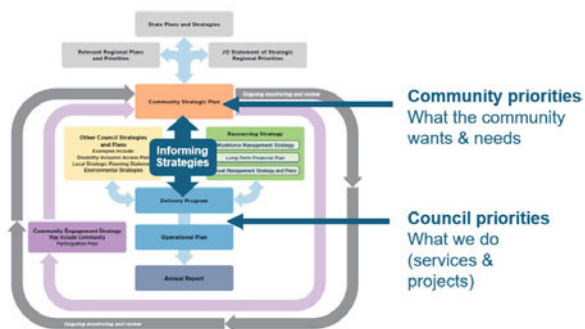 State Plans and Strategies
Relevant Regional Plans
and Priorities
JO Statement of Strategic
Regional Priorities
Ongoing monitoring and review
Community Strategic Plan
Community priorities
What the community
wants & needs
Other Council Strategies
and Plans
Examples include:
Disability Inclusion Access Plan
Local Strategic Planning Statement
Environmental Strategies
Informing
Strategies
Resourcing Strategy
Workforce Management Strategy
Long-Term Financial Plan
Asset Management Strategy and Plans
Delivery Program
Council priorities
What we do
(services &
projects)
Community Engagement Strategy
May include Community
Participation Plan
Operational Plan
Annual Report
Ongoing monitoring and review